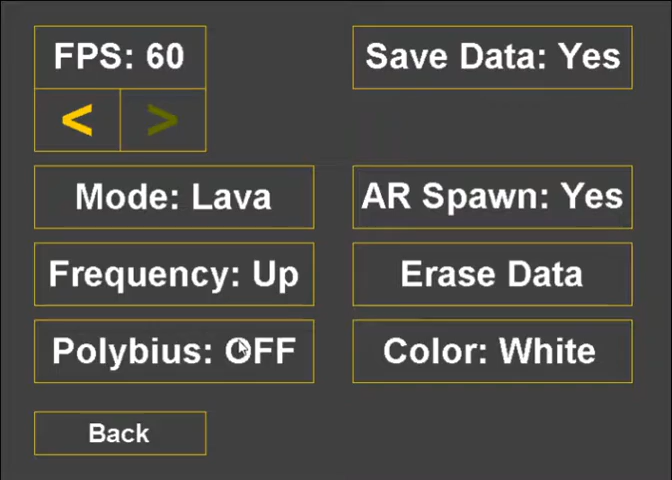 FPS: 60
Save Data: Yes
< >
Mode: Lava
AR Spawn: Yes
Frequency: Up
Erase Data
Polybius: OFF
Color: White
Back